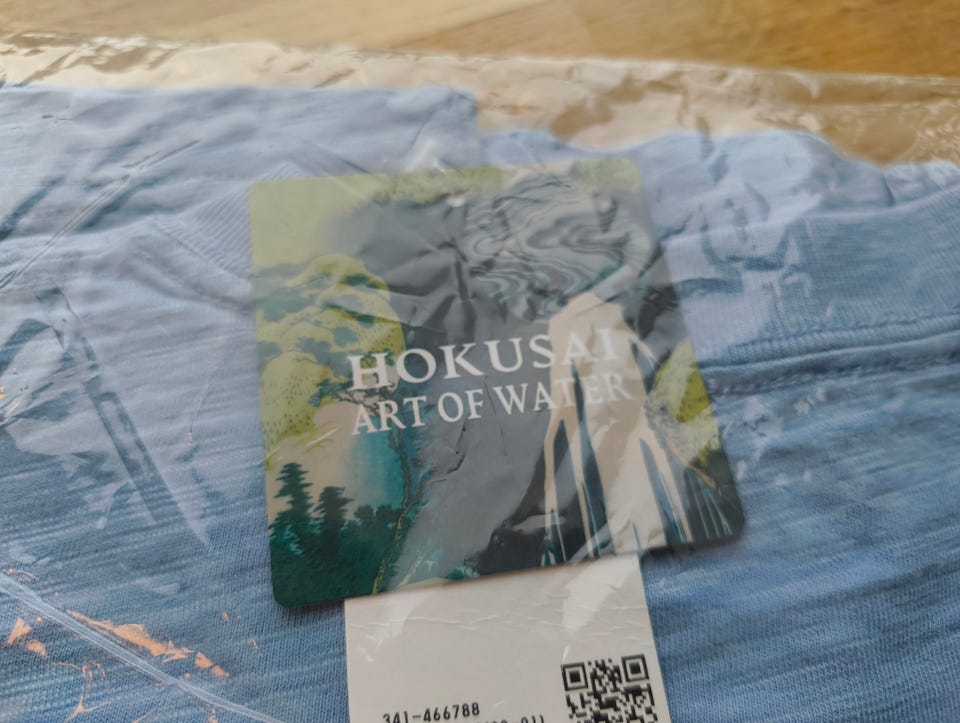 HOKUSAI
ART OF WATER
341-466788